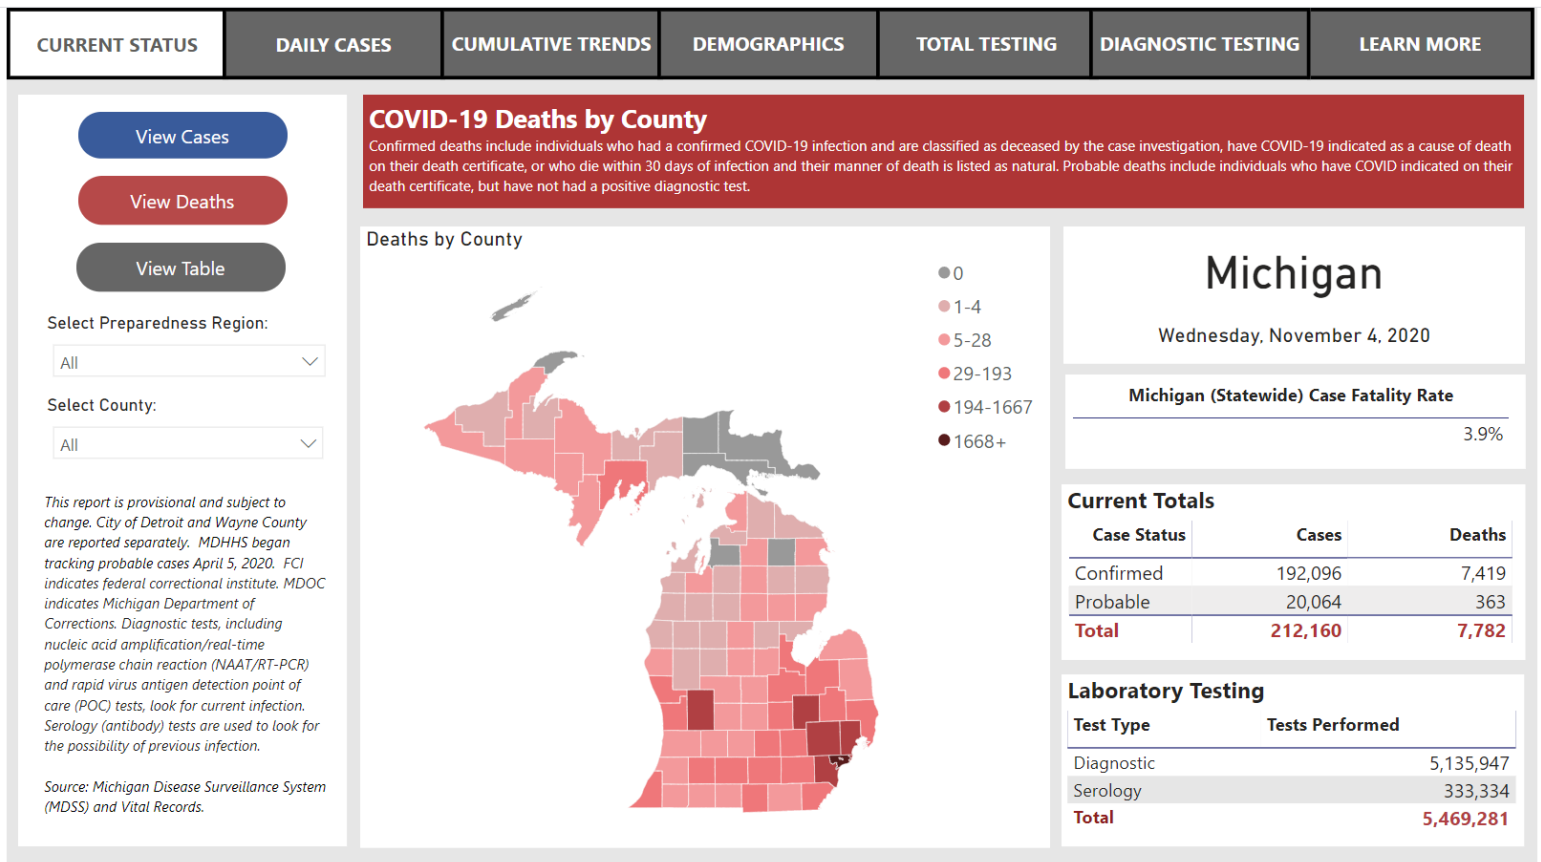 CURRENT STATUS
DAILY CASES
CUMULATIVE TRENDS
DEMOGRAPHICS
TOTAL TESTING
DIAGNOSTIC TESTING
LEARN MORE
View Cases
View Deaths
View Table
Select Preparedness Region:
All
Select County:
All
This report is provisional and subject to
change. City of Detroit and Wayne County
are reported separately.  MDHHS began
tracking probable cases April 5, 2020.  FCI
indicates federal correctional institute. MDOC
indicates Michigan Department of
Corrections. Diagnostic tests, including
nucleic acid amplification/real-time
polymerase chain reaction (NAAT/RT-PCR)
and rapid virus antigen detection point of
care (POC) tests, look for current infection.
Serology (antibody) tests are used to look for
the possibility of previous infection.
Source: Michigan Disease Surveillance System
(MDSS) and Vital Records.
COVID-19 Deaths by County
Confirmed deaths include individuals who had a confirmed COVID-19 infection and are classified as deceased by the case investigation, have COVID-19 indicated as a cause of death
on their death certificate, or who die within 30 days of infection and their manner of death is listed as natural. Probable deaths include individuals who have COVID indicated on their
death certificate, but have not had a positive diagnostic test.
Deaths by County
0
1-4
5-28
29-193
194-1667
1668+
Michigan
Wednesday, November 4, 2020
Michigan (Statewide) Case Fatality Rate
3.9%
Current Totals
Case Status Cases Deaths
Confirmed 192,096 7,419
Probable 20,064 363
Total 212,160 7,782
Laboratory Testing
Test Type Tests Performed
Diagnostic 5,135,947
Serology 333,334
Total 5,469,281